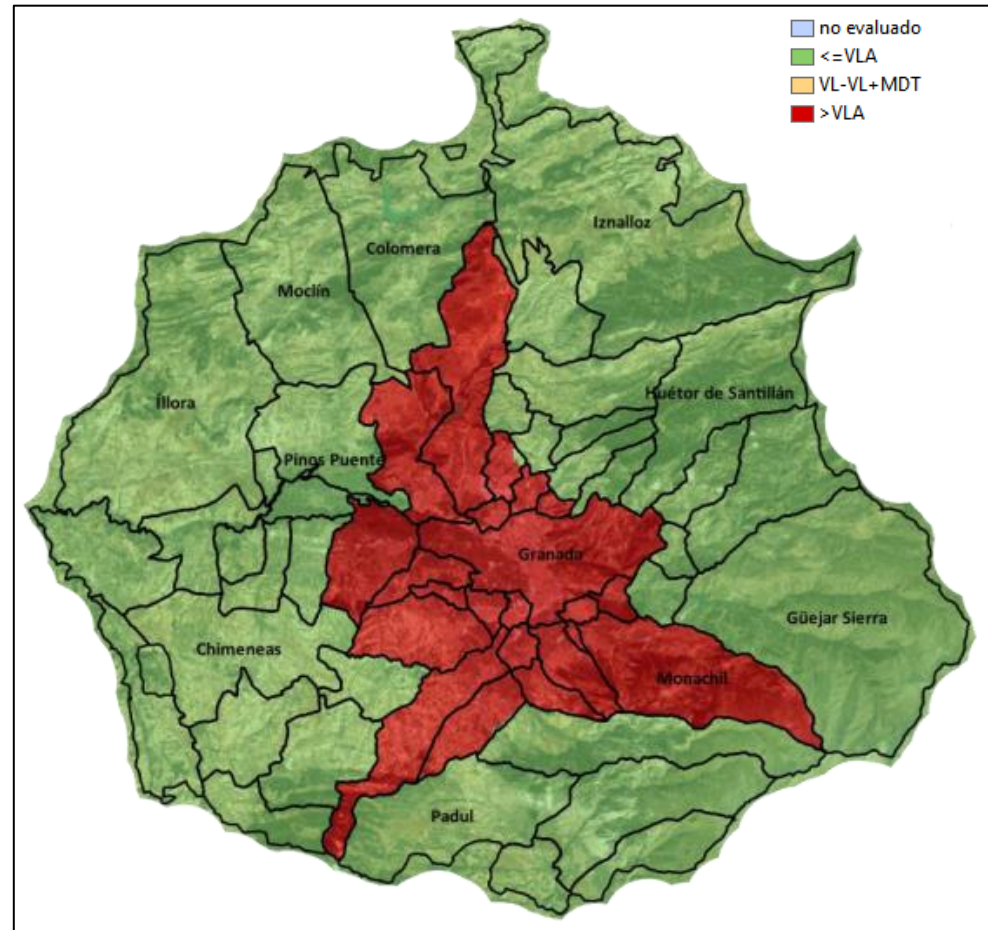 no evaluado
<=VLA
VL-VL+MDT
>VLA
Iznalloz
Colomera
Moclín
Íllora
Huétor de Santillán
Pinos Puente
Granada
Güejar Sierra
Chimeneas
Monachil
Padul